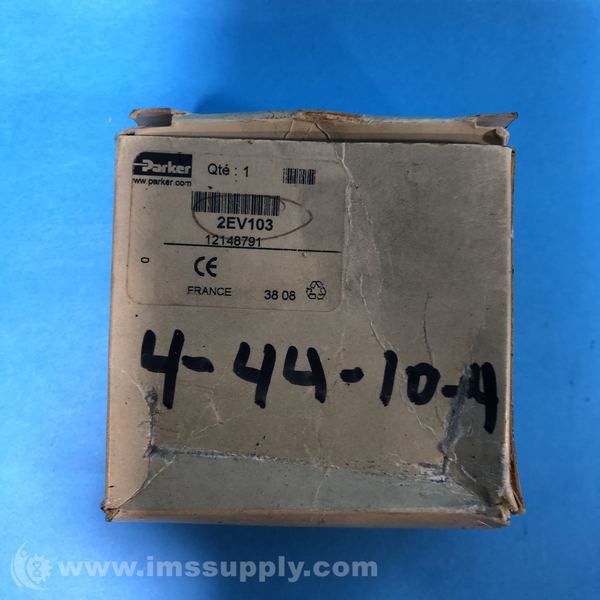 Parker
Qté : 1
www.parker.com
2EV103
12148791
0
CE
FRANCE
38 08
4-44-10-4
www.imssupply.com